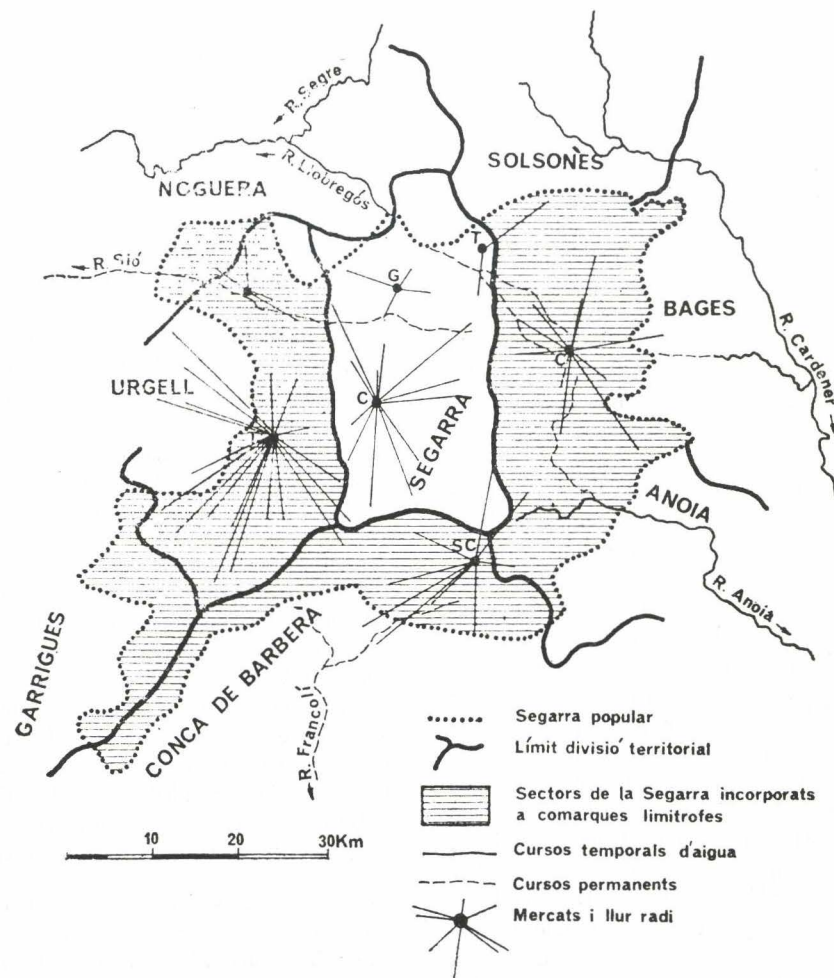 R. Segre
SOLSONÈS
R. Llobregós
NOGUERA
T
R. Sió
G
BAGES
R. Cardener
URGELL
C
C
SEGARRA
T
ANOIA
SC
R. Anoia
GARRIGUES
CONCA DE BARBERA
R. Francolí
Segarra popular
Límit divisió territorial
Sectors de la Segarra incorporats
a comarques limitrofes
10 20 30Km
Cursos temporals d'aigua
Cursos permanents
Mercats i llur radi